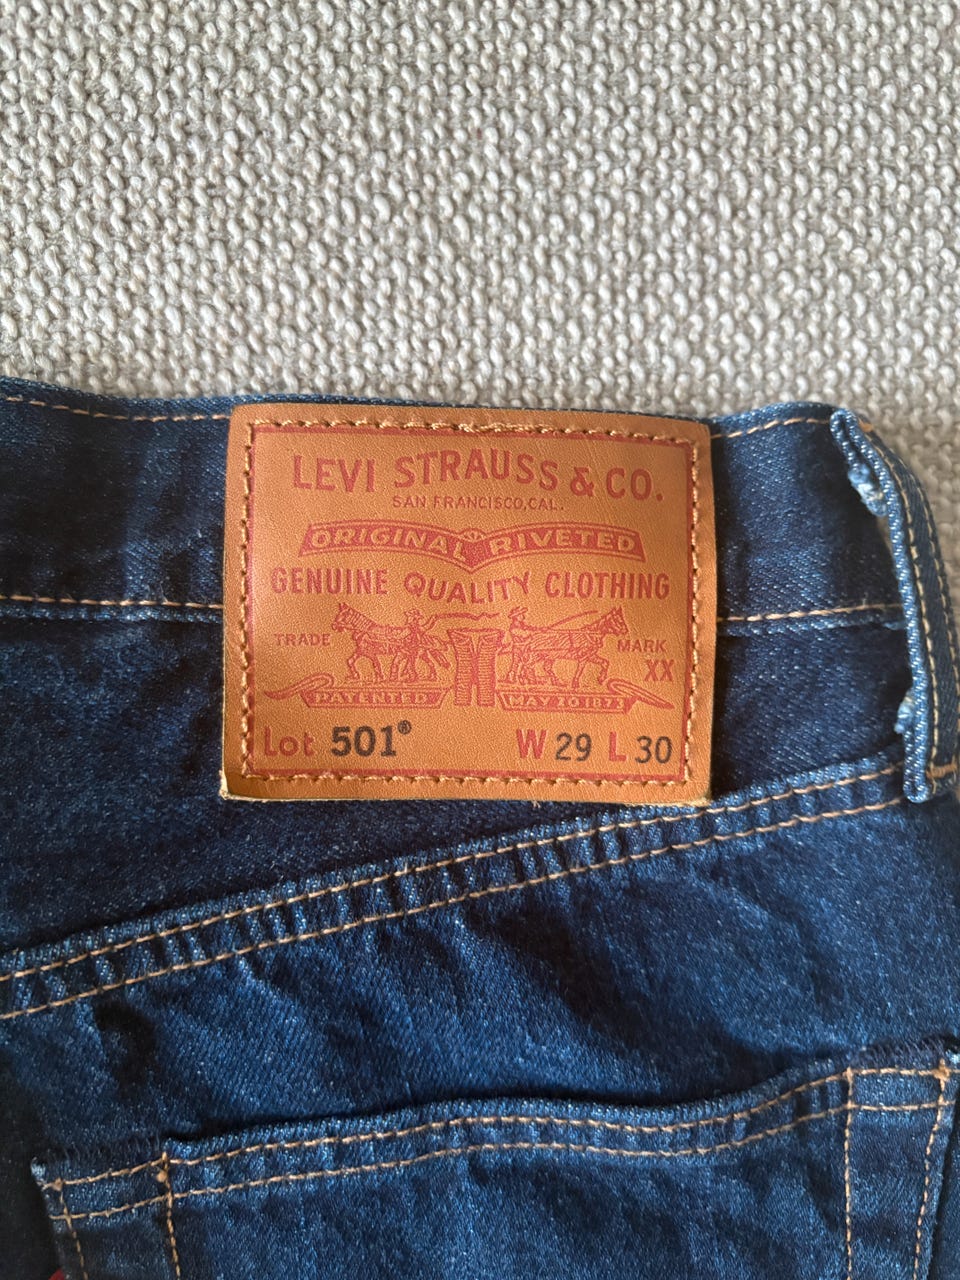 LEVI STRAUSS & CO.
SAN FRANCISCO, CAL.
ORIGINAL RIVETED
GENUINE QUALITY CLOTHING
TRADE MARK
XX
PATENTED MAY 20 1873
Lot 501® W 29 L 30